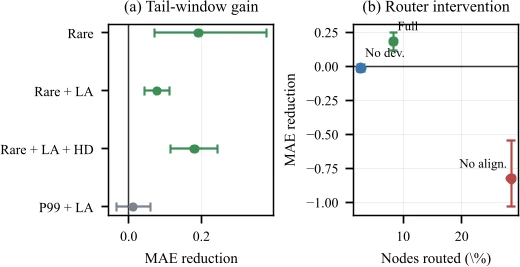 (a) Tail-window gain
Rare
Rare + LA
Rare + LA + HD
P99 + LA
0.0
0.2
MAE reduction
(b) Router intervention
MAE reduction
0.25
0.00
−0.25
−0.50
−0.75
−1.00
Full
No dev.
No align.
10
20
Nodes routed (\%)